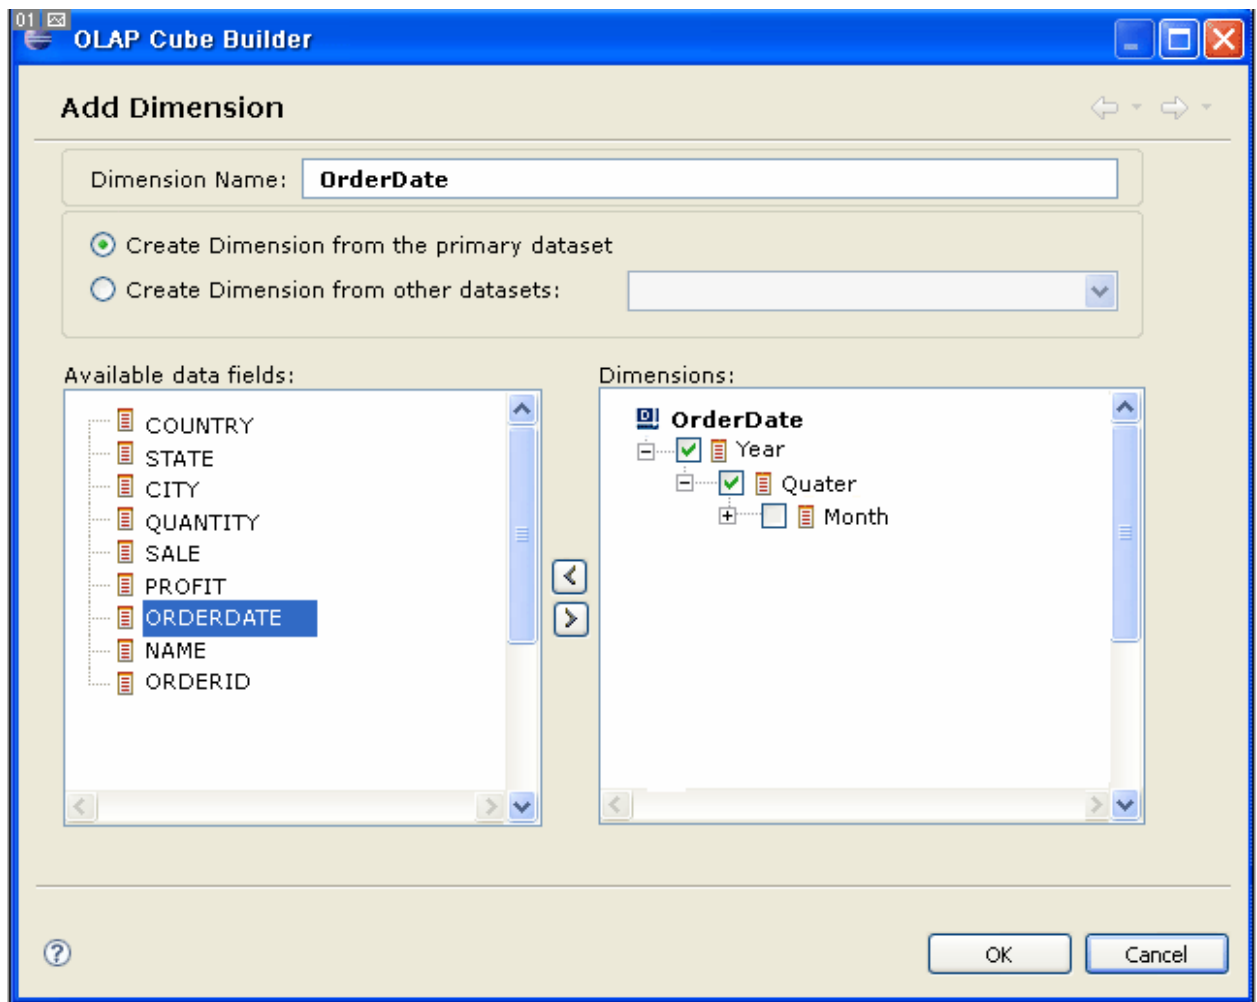 01
OLAP Cube Builder
Add Dimension
Dimension Name: OrderDate
Create Dimension from the primary dataset
Create Dimension from other datasets:
Available data fields:
COUNTRY
STATE
CITY
QUANTITY
SALE
PROFIT
ORDERDATE
NAME
ORDERID
Dimensions:
OrderDate
Year
Quater
Month
OK Cancel